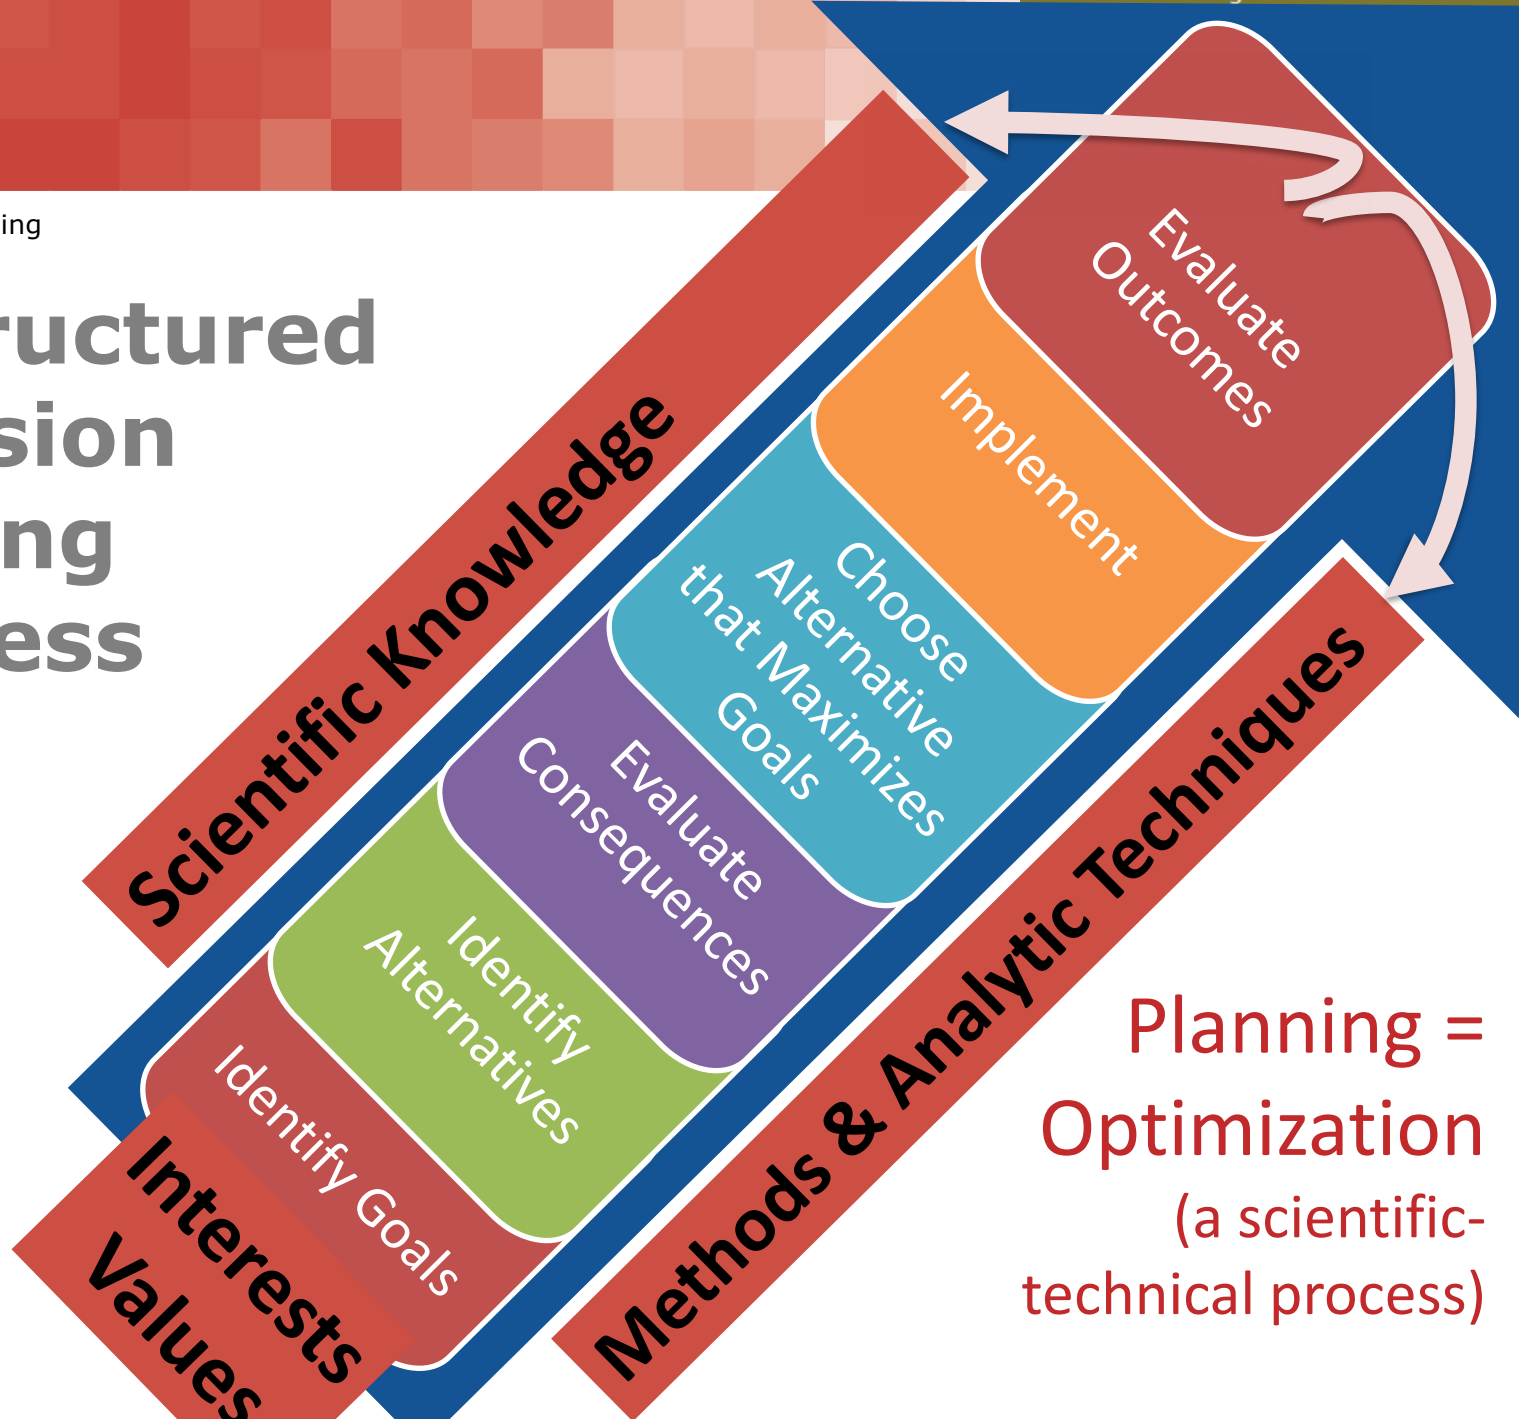 ing
ructured
sion
ng
ess
Scientific Knowledge
Evaluate
Outcomes
Implement
Choose
Alternative
that Maximizes
Goals
Evaluate
Consequences
Identify
Alternatives
Identify Goals
Interests
Values
Methods & Analytic Techniques
Planning =
Optimization
(a scientific-
technical process)